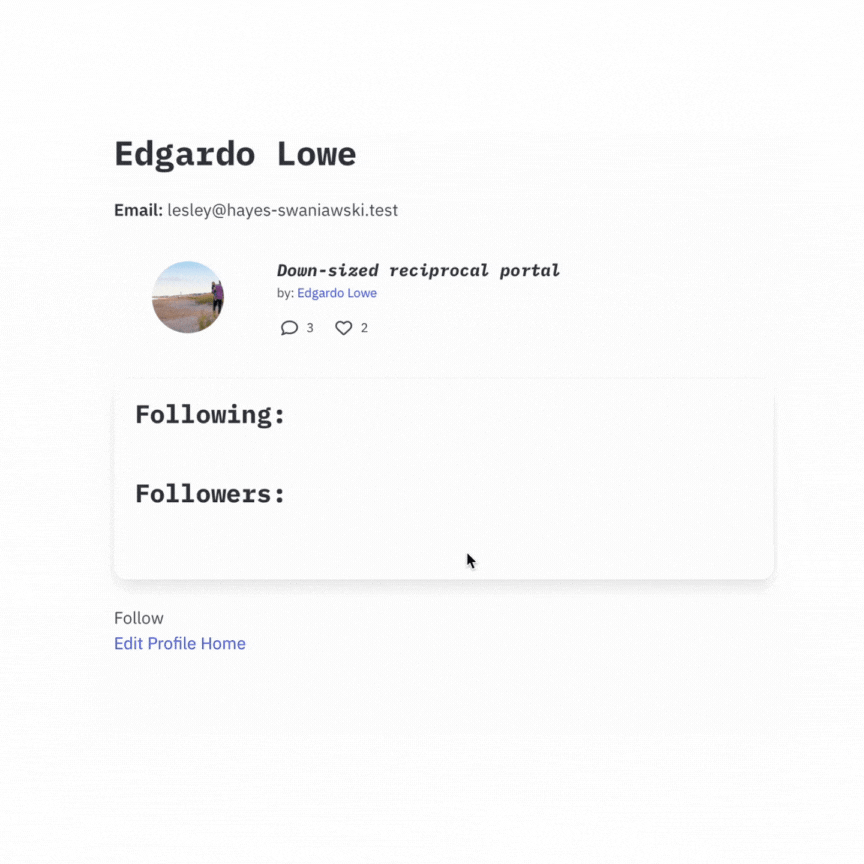 Edgardo Lowe
Email: lesley@hayes-swaniawski.test
Down-sized reciprocal portal
by: Edgardo Lowe
3 2
Following:
Followers:
Follow
Edit Profile Home